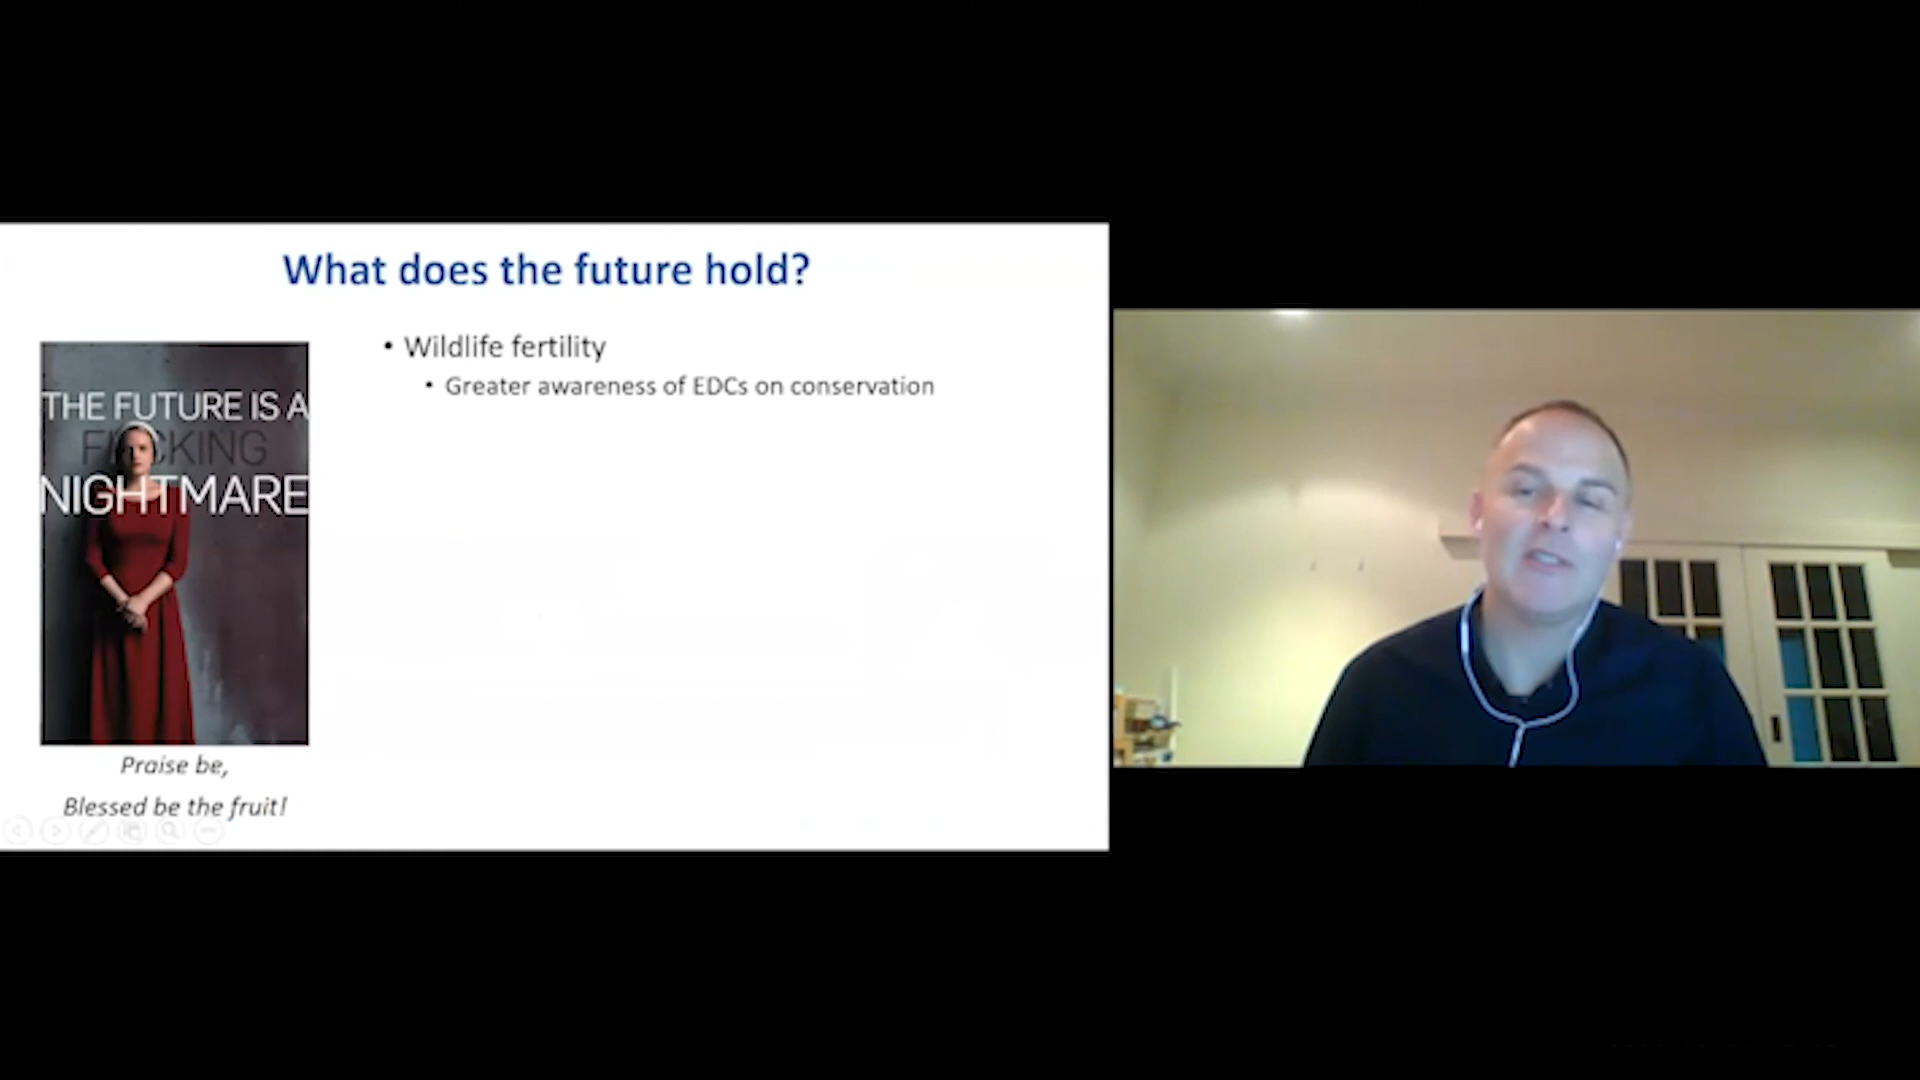 What does the future hold?
• Wildlife fertility
• Greater awareness of EDCs on conservation
THE FUTURE IS A
FUCKING
NIGHTMARE
Praise be,
Blessed be the fruit!